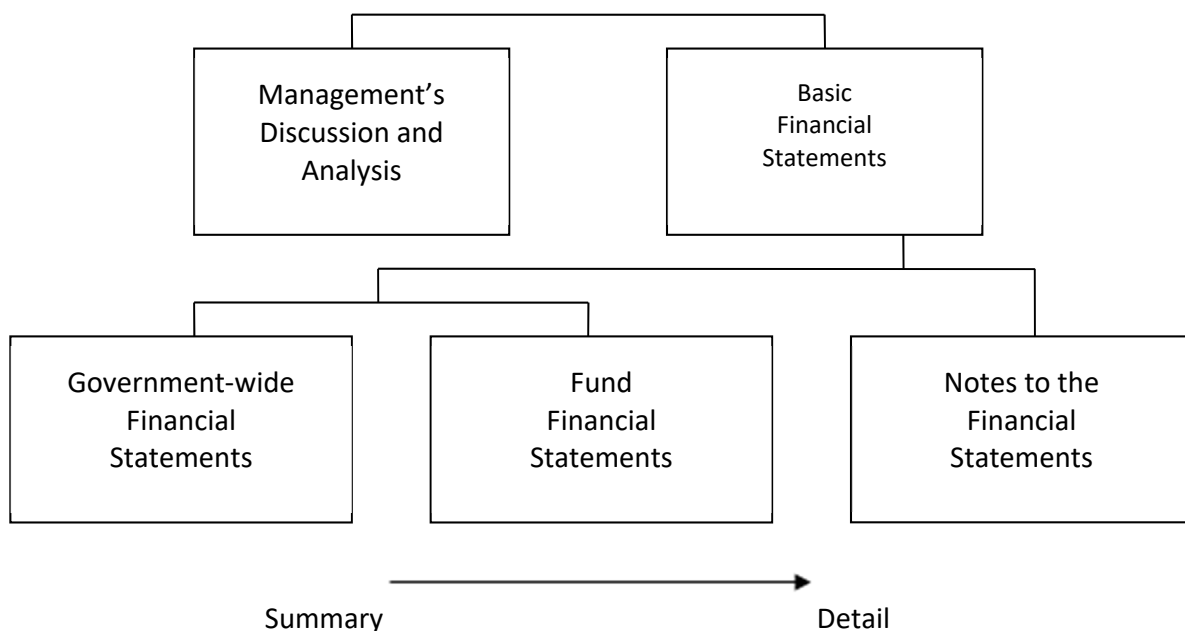 Management’s
Discussion and
Analysis
Basic
Financial
Statements
Government-wide
Financial
Statements
Fund
Financial
Statements
Notes to the
Financial
Statements
Summary
Detail